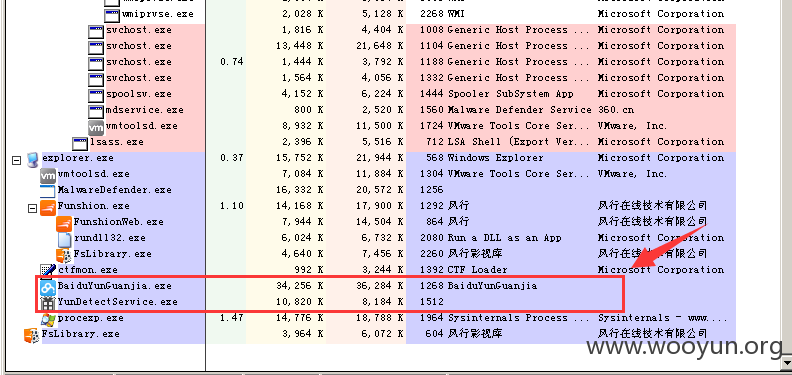 wmiprvse.exe 2,028 K 5,128 K 2268 WMI Microsoft Corporation
svchost.exe 1,816 K 4,404 K 1008 Generic Host Process ... Microsoft Corporation
svchost.exe 13,448 K 21,648 K 1104 Generic Host Process ... Microsoft Corporation
svchost.exe 0.74 1,444 K 3,792 K 1188 Generic Host Process ... Microsoft Corporation
svchost.exe 1,564 K 4,056 K 1332 Generic Host Process ... Microsoft Corporation
spoolsv.exe 4,152 K 6,224 K 1444 Spooler SubSystem App Microsoft Corporation
mdservice.exe 800 K 2,520 K 1560 Malware Defender Service 360.cn
vmtoolsd.exe 8,932 K 11,500 K 1724 VMware Tools Core Ser... VMware, Inc.
lsass.exe 2,396 K 5,516 K 712 LSA Shell (Export Ver... Microsoft Corporation
explorer.exe 0.37 15,752 K 21,944 K 568 Windows Explorer Microsoft Corporation
vmtoolsd.exe 7,084 K 11,884 K 1304 VMware Tools Core Ser... VMware, Inc.
MalwareDefender.exe 16,332 K 20,572 K 1256
Funshion.exe 1.10 14,168 K 17,900 K 1292 风行 风行在线技术有限公司
FunshionWeb.exe 7,944 K 14,504 K 864 风行 风行在线技术有限公司
rundll32.exe 6,024 K 6,732 K 2080 Run a DLL as an App Microsoft Corporation
FsLibrary.exe 4,640 K 7,456 K 2260 风行影视库 风行在线技术有限公司
ctfmon.exe 992 K 3,244 K 1392 CTF Loader Microsoft Corporation
BaiduYunGuanjia.exe 34,256 K 36,284 K 1268 BaiduYunGuanjia
YunDetectService.exe 10,820 K 8,184 K 1512
procexp.exe 1.47 14,776 K 18,788 K 1964 Sysinternals Process ... Sysinternals - www....
FsLibrary.exe 3,964 K 6,072 K 604 风行影视库 风行在线技术有限公司
www.wooyun.org